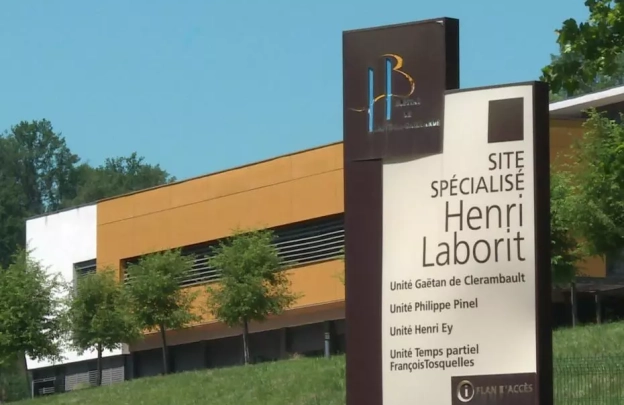 SITE
SPÉCIALISÉ
Henri
Laborit
Unité Gaëtan de Clerambault
Unité Philippe Pinel
Unité Henri Ey
Unité Temps partiel
FrançoisTosquelles
i PLAN D'ACCÈS